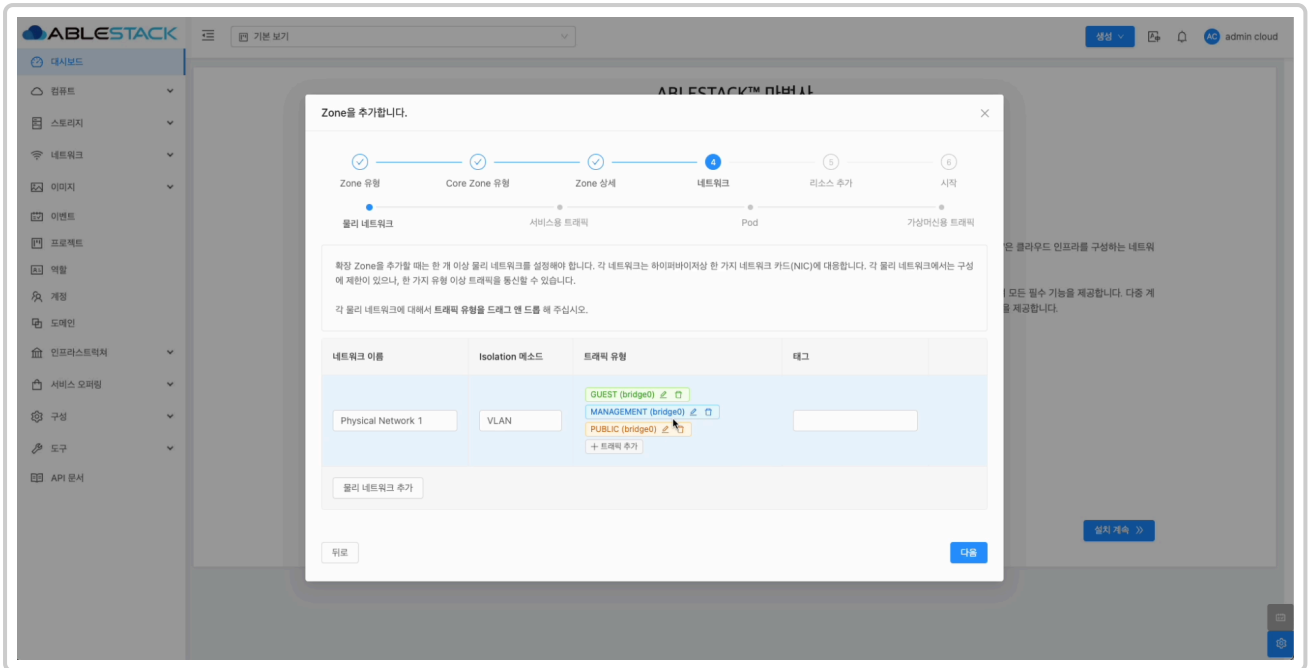 ABLESTACK
기본 보기
생성
AC admin cloud
대시보드
컴퓨트
스토리지
네트워크
이미지
이벤트
프로젝트
역할
계정
도메인
인프라스트럭쳐
서비스 오퍼링
구성
도구
API 문서
ABLESTACK™ 마법사
Zone을 추가합니다.
4
5
6
Zone 유형
Core Zone 유형
Zone 상세
네트워크
리소스 추가
시작
물리 네트워크
서비스용 트래픽
Pod
가상머신용 트래픽
확장 Zone을 추가할 때는 한 개 이상 물리 네트워크를 설정해야 합니다. 각 네트워크는 하이퍼바이저상 한 가지 네트워크 카드(NIC)에 대응합니다. 각 물리 네트워크에서는 구성
에 제한이 있으나, 한 가지 유형 이상 트래픽을 통신할 수 있습니다.
각 물리 네트워크에 대해서 트래픽 유형을 드래그 앤 드롭 해 주십시오.
은 클라우드 인프라를 구성하는 네트워
모든 필수 기능을 제공합니다. 다중 계
을 제공합니다.
네트워크 이름
Isolation 메소드
트래픽 유형
태그
Physical Network 1
VLAN
GUEST (bridge0)
MANAGEMENT (bridge0)
PUBLIC (bridge0)
+ 트래픽 추가
물리 네트워크 추가
설치 계속
뒤로
다음